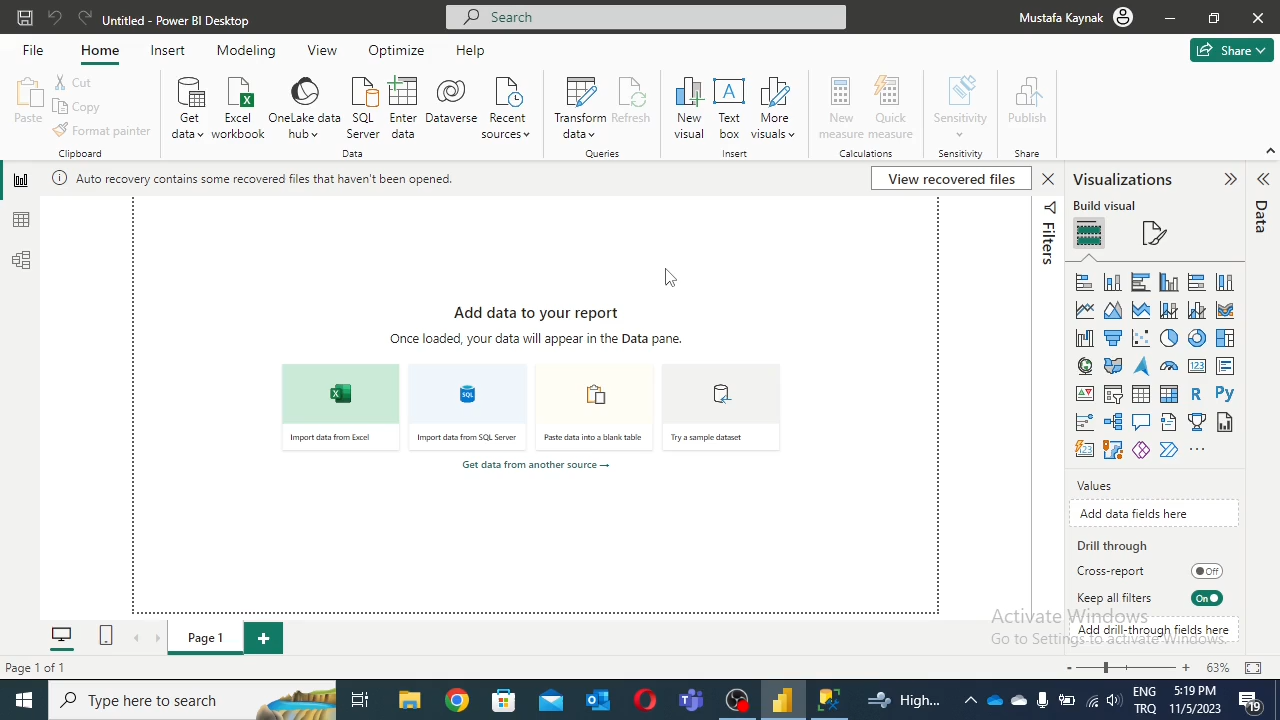 Untitled - Power BI Desktop
Search
Mustafa Kaynak
File Home Insert Modeling View Optimize Help
Share
Paste
Cut
Copy
Format painter
Clipboard
Get data
Excel workbook
OneLake data hub
SQL Server
Enter data
Dataverse
Recent sources
Data
Transform data
Refresh
Queries
New visual
Text box
More visuals
Insert
New measure
Quick measure
Calculations
Sensitivity
Sensitivity
Publish
Share
Auto recovery contains some recovered files that haven't been opened.
View recovered files
Add data to your report
Once loaded, your data will appear in the Data pane.
X
SQL
Import data from Excel
Import data from SQL Server
Paste data into a blank table
Try a sample dataset
Get data from another source →
Filters
Visualizations
Build visual
123
R
Py
123
...
Values
Add data fields here
Drill through
Cross-report
Off
Keep all filters
On
Add drill-through fields here
Data
Activate Windows
Go to Settings to activate Windows.
Page 1
+
Page 1 of 1
- + 63%
Type here to search
High...
ENG
TRQ
5:19 PM
11/5/2023
19